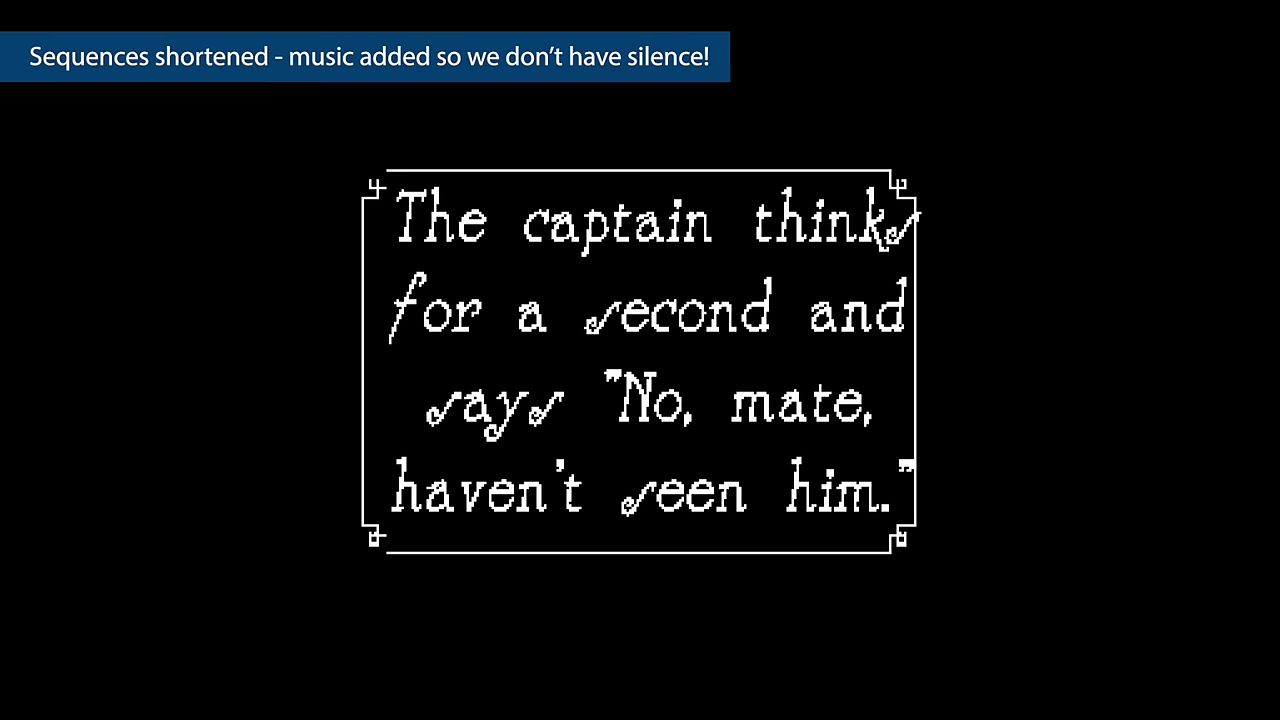 Sequences shortened - music added so we don’t have silence!
The captain thinks
for a second and
says "No, mate,
haven't seen him."